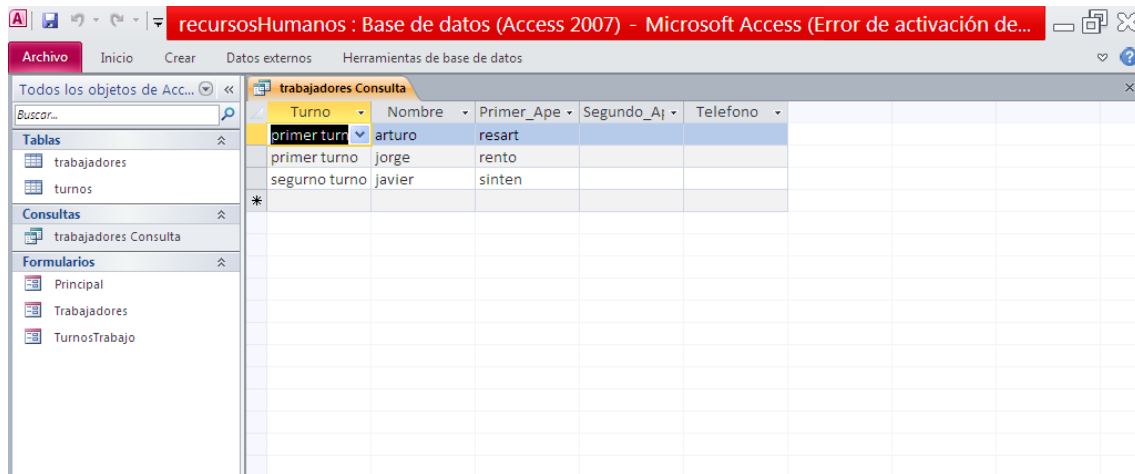 A
recursosHumanos : Base de datos (Access 2007) - Microsoft Access (Error de activación de...
Archivo Inicio Crear Datos externos Herramientas de base de datos
Todos los objetos de Acc... «
trabajadores Consulta
Buscar...
Turno Nombre Primer_Ape Segundo_Ap Telefono
Tablas
primer turn arturo resart
trabajadores
primer turno jorge rento
turnos
segurno turno javier sinten
Consultas
trabajadores Consulta
Formularios
Principal
Trabajadores
TurnosTrabajo